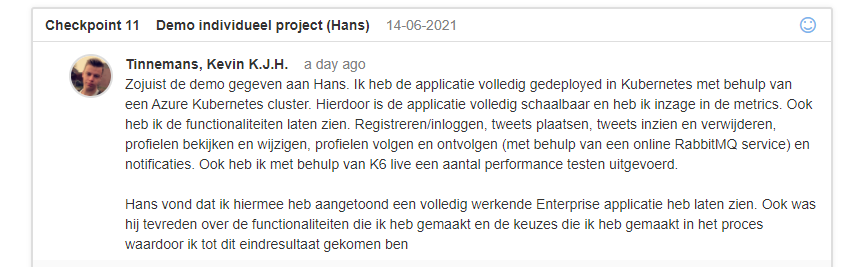 Checkpoint 11 Demo individueel project (Hans) 14-06-2021
Tinnemans, Kevin K.J.H. a day ago
Zojuist de demo gegeven aan Hans. Ik heb de applicatie volledig gedeployed in Kubernetes met behulp van
een Azure Kubernetes cluster. Hierdoor is de applicatie volledig schaalbaar en heb ik inzage in de metrics. Ook
heb ik de functionaliteiten laten zien. Registreren/inloggen, tweets plaatsen, tweets inzien en verwijderen,
profielen bekijken en wijzigen, profielen volgen en ontvolgen (met behulp van een online RabbitMQ service) en
notificaties. Ook heb ik met behulp van K6 live een aantal performance testen uitgevoerd.
Hans vond dat ik hiermee heb aangetoond een volledig werkende Enterprise applicatie heb laten zien. Ook was
hij tevreden over de functionaliteiten die ik heb gemaakt en de keuzes die ik heb gemaakt in het proces
waardoor ik tot dit eindresultaat gekomen ben